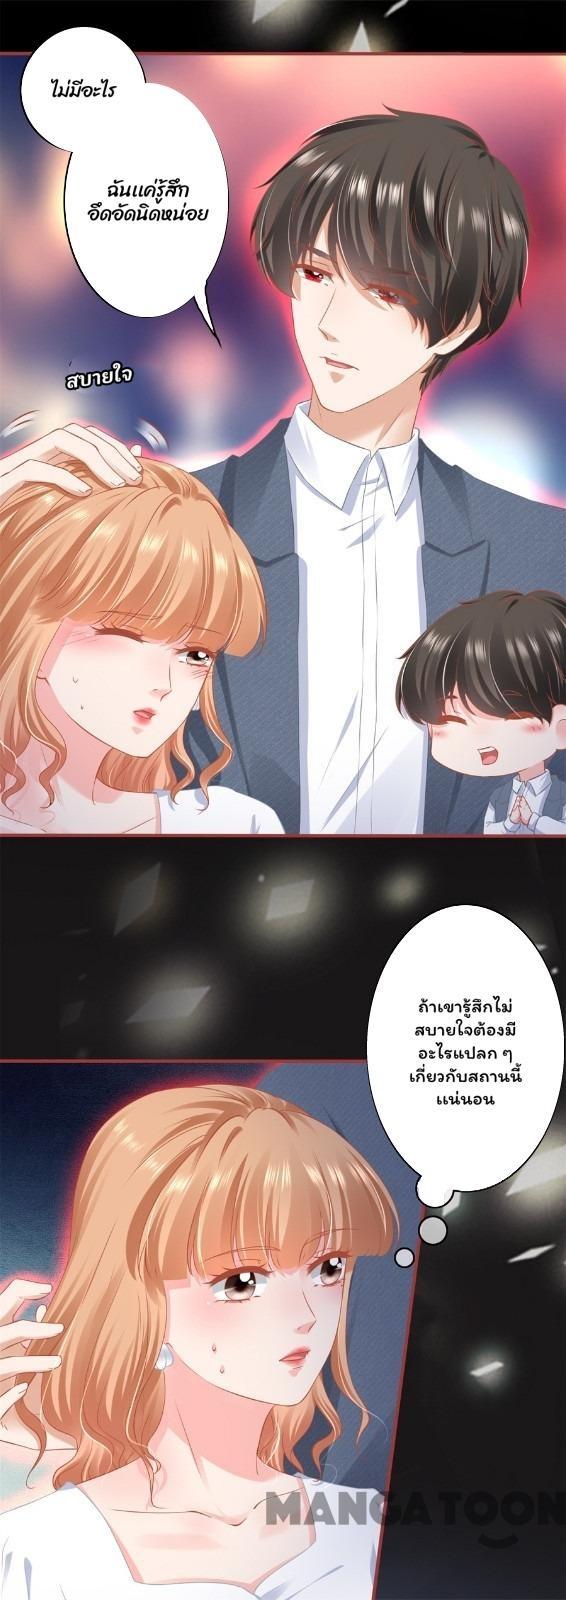 ไม่มีอะไร
ฉันแค่รู้สึก
อึดอัดนิดหน่อย
สบายใจ
ถ้าเขารู้สึกไม่
สบายใจต้องมี
อะไรแปลก ๆ
เกี่ยวกับสถานนี้
แน่นอน
MANGATOON